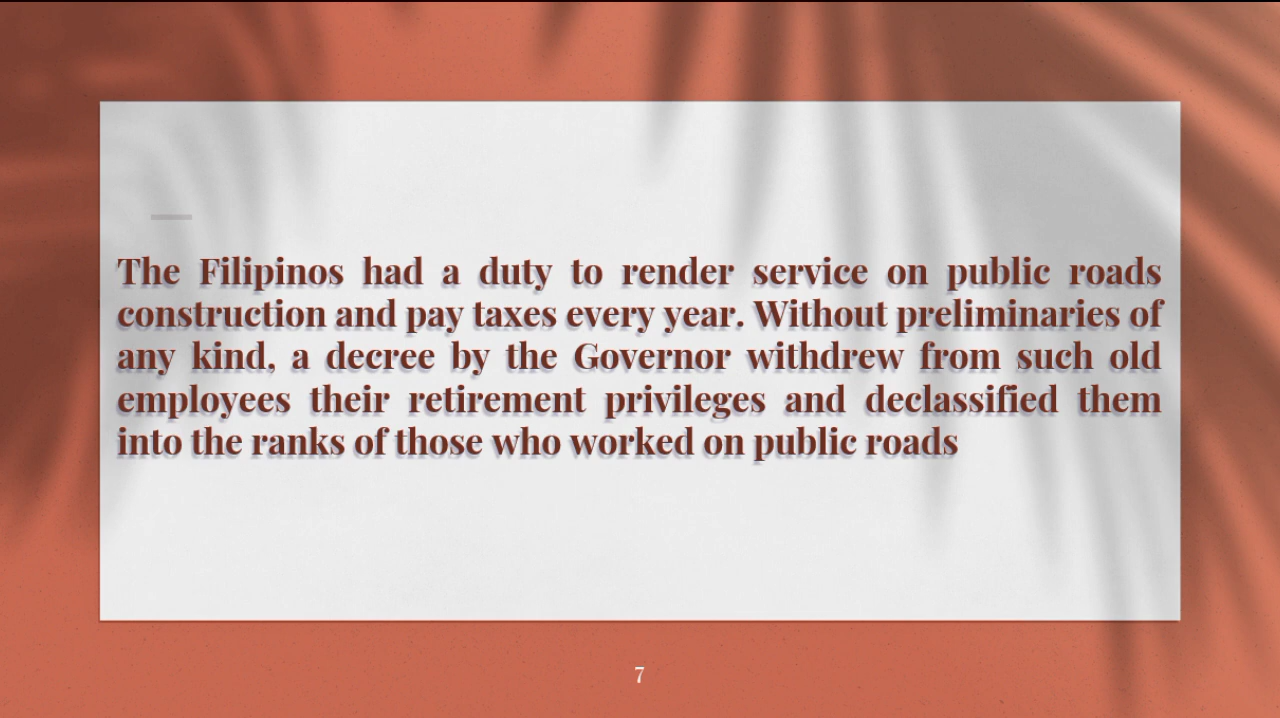 The Filipinos had a duty to render service on public roads
construction and pay taxes every year. Without preliminaries of
any kind, a decree by the Governor withdrew from such old
employees their retirement privileges and declassified them
into the ranks of those who worked on public roads
7